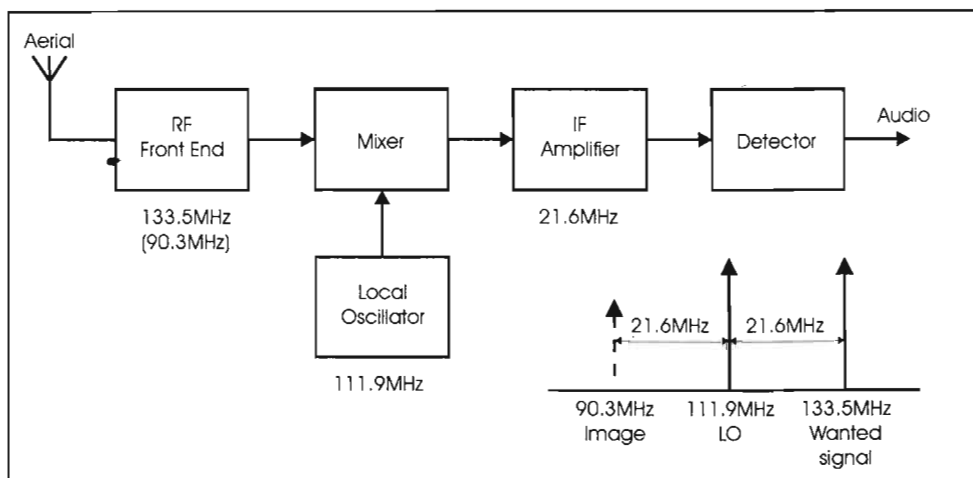 Aerial
RF
Front End
Mixer
IF
Amplifier
Detector
Audio
133.5MHz
(90.3MHz)
21.6MHz
Local
Oscillator
111.9MHz
21.6MHz
21.6MHz
90.3MHz
Image
111.9MHz
LO
133.5MHz
Wanted
signal